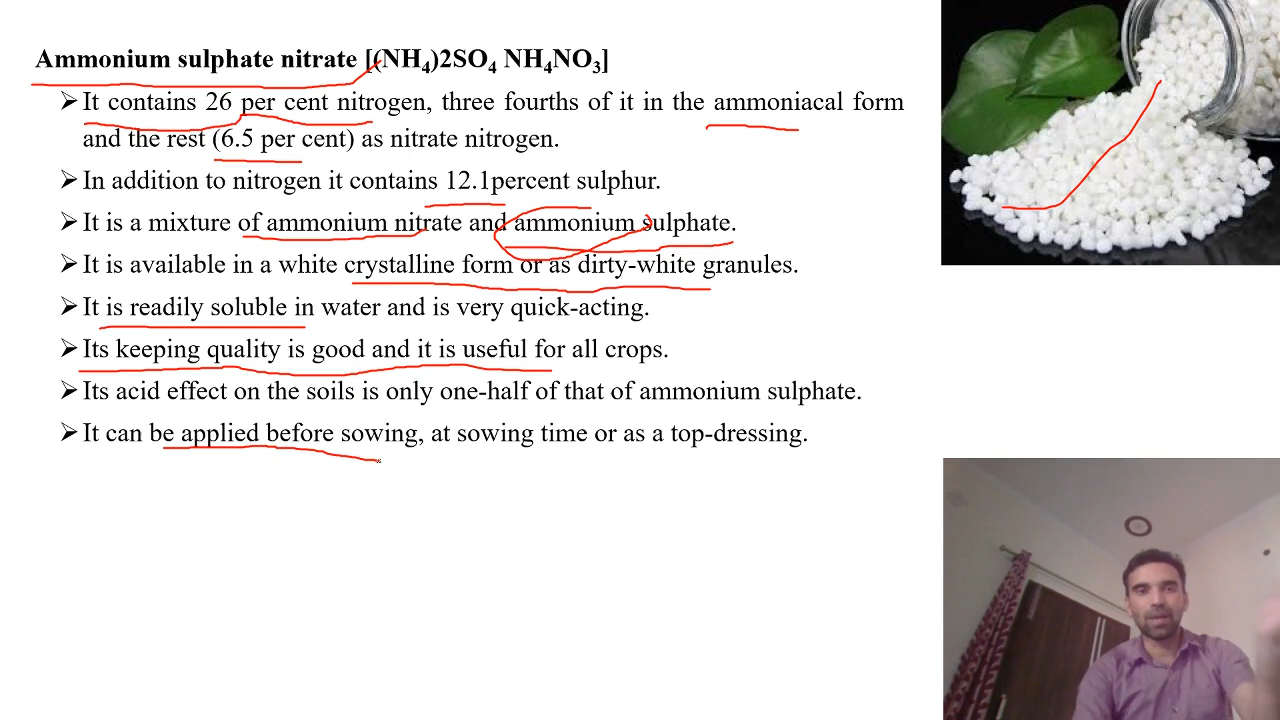 Ammonium sulphate nitrate [(NH₄)2SO₄ NH₄NO₃]
➢It contains 26 per cent nitrogen, three fourths of it in the ammoniacal form
and the rest (6.5 per cent) as nitrate nitrogen.
➢In addition to nitrogen it contains 12.1percent sulphur.
➢It is a mixture of ammonium nitrate and ammonium sulphate.
➢It is available in a white crystalline form or as dirty-white granules.
➢It is readily soluble in water and is very quick-acting.
➢Its keeping quality is good and it is useful for all crops.
➢Its acid effect on the soils is only one-half of that of ammonium sulphate.
➢It can be applied before sowing, at sowing time or as a top-dressing.